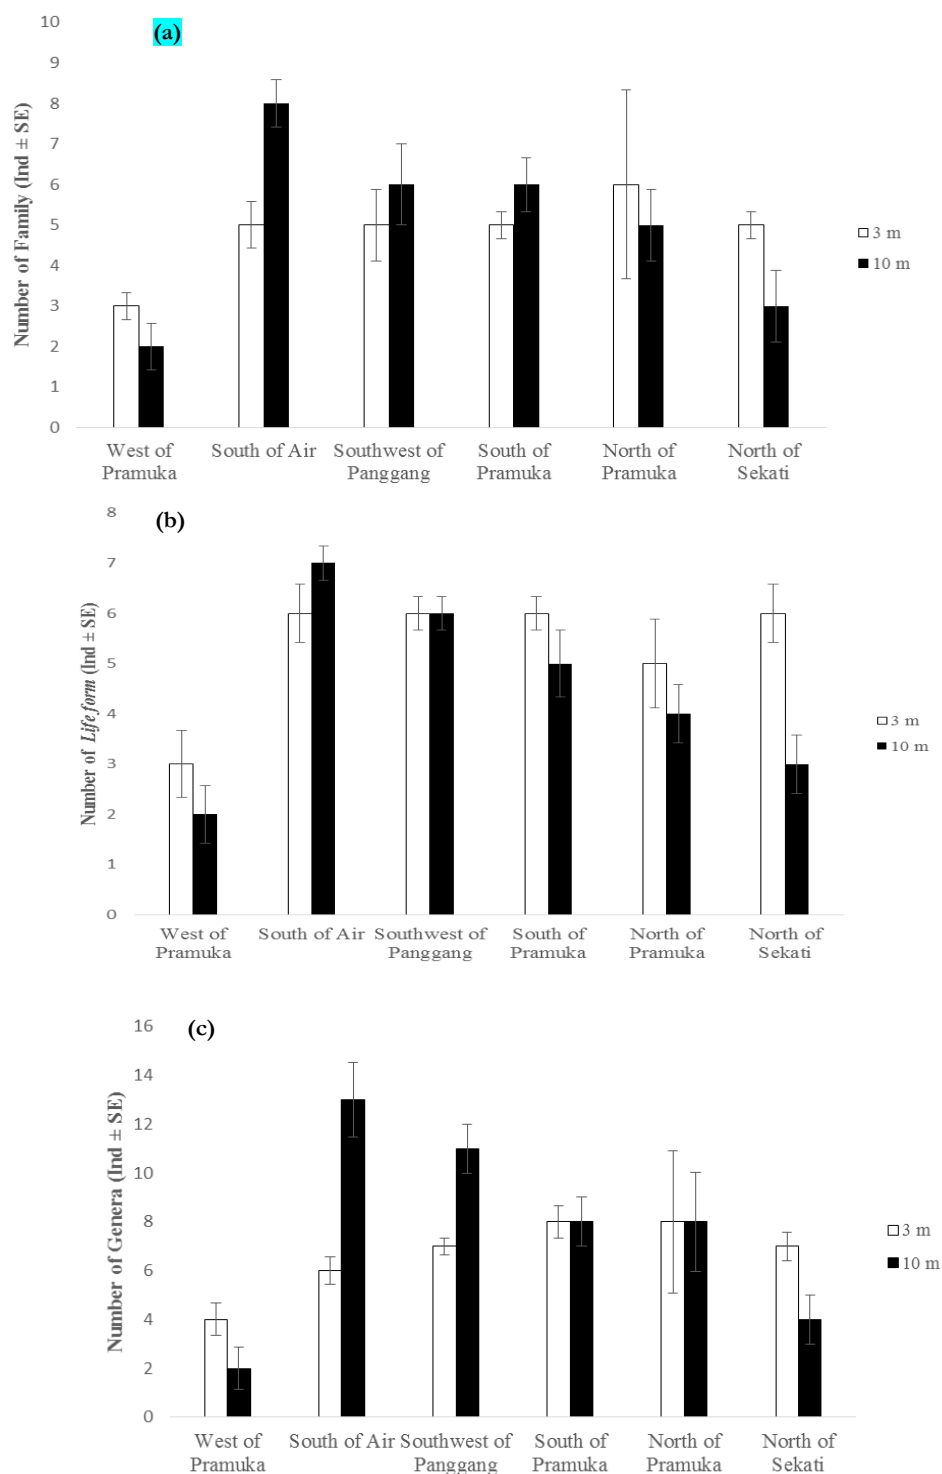 (a)
Number of Family (Ind ± SE)
10
9
8
7
6
5
4
3
2
1
0
West of
Pramuka
South of Air
Southwest of
Panggang
South of
Pramuka
North of
Pramuka
North of
Sekati
3 m
10 m
(b)
Number of Life form (Ind ± SE)
8
7
6
5
4
3
2
1
0
West of
Pramuka
South of Air
Southwest of
Panggang
South of
Pramuka
North of
Pramuka
North of
Sekati
3 m
10 m
(c)
Number of Genera (Ind ± SE)
16
14
12
10
8
6
4
2
0
West of
Pramuka
South of Air
Southwest of
Panggang
South of
Pramuka
North of
Pramuka
North of
Sekati
3 m
10 m